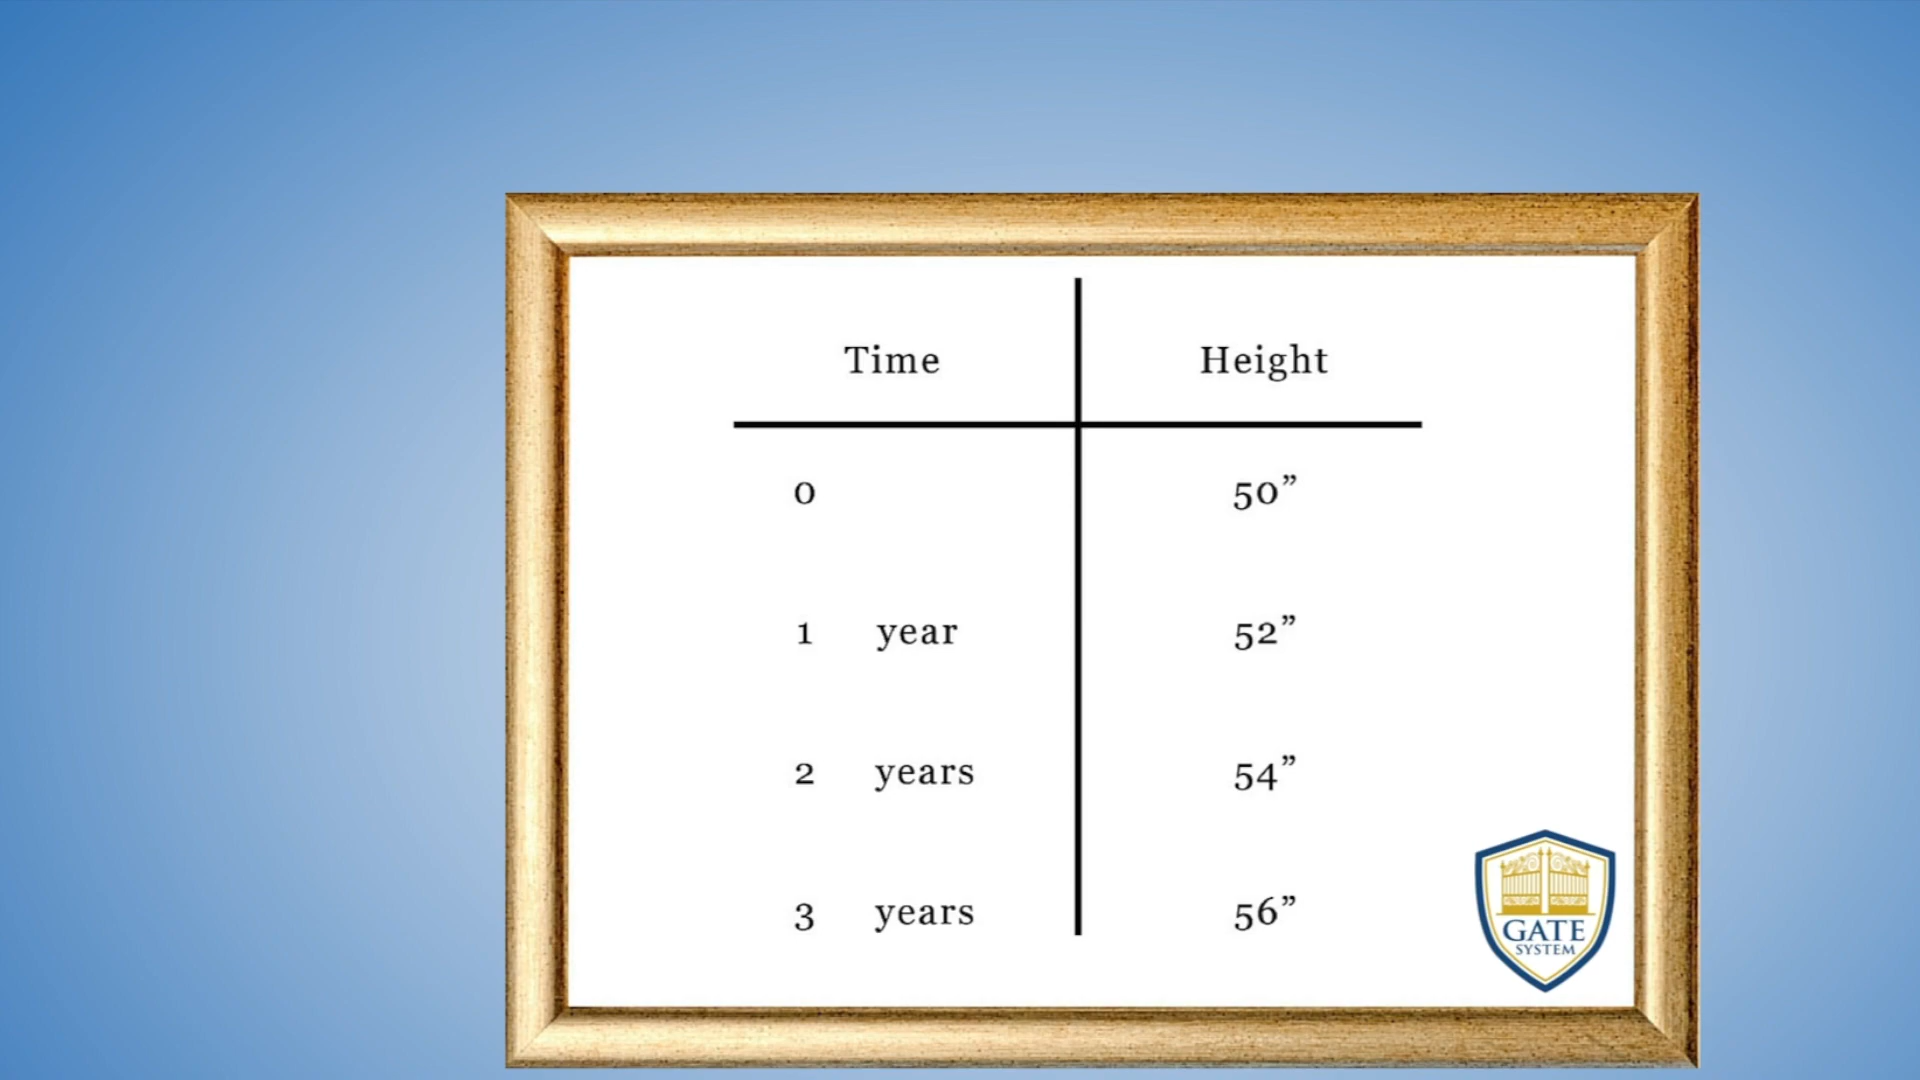 Time Height
0 50”
1 year 52”
2 years 54”
3 years 56”
GATE
SYSTEM